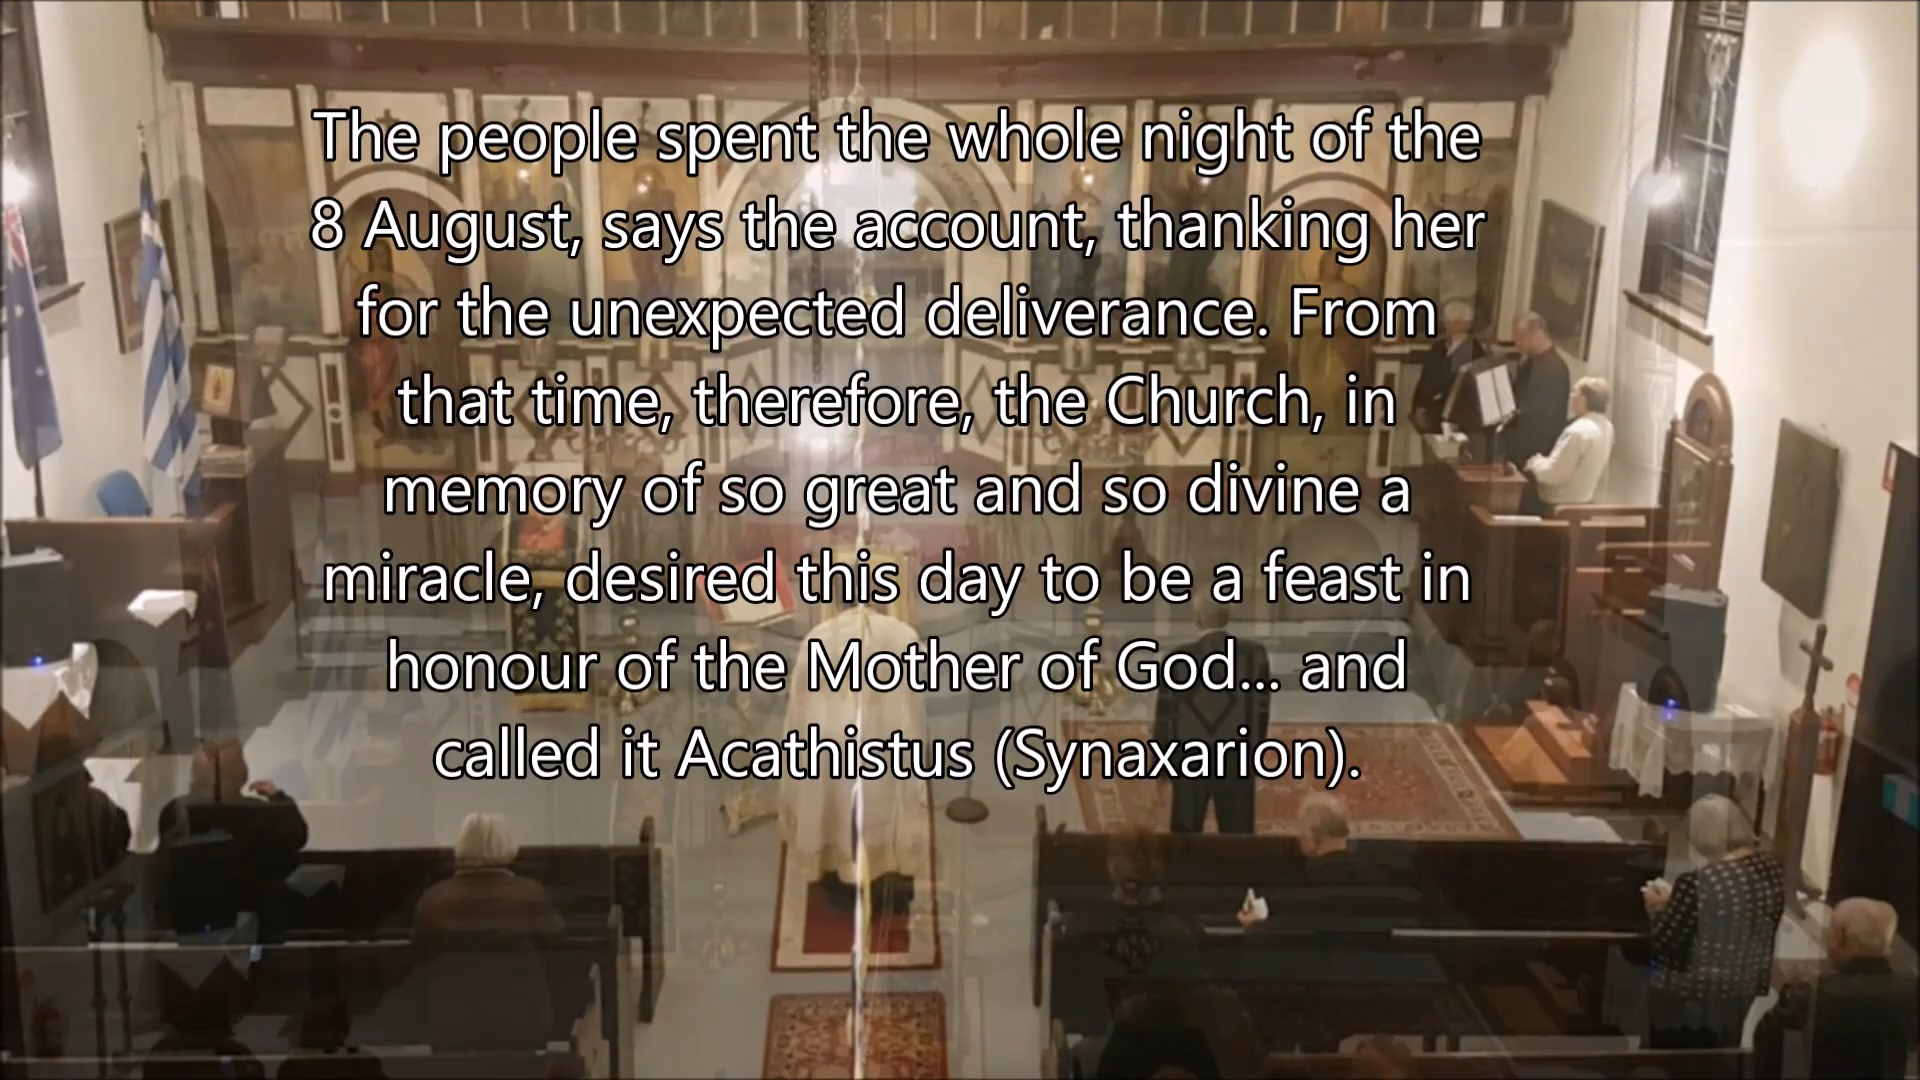 The people spent the whole night of the
8 August, says the account, thanking her
for the unexpected deliverance. From
that time, therefore, the Church, in
memory of so great and so divine a
miracle, desired this day to be a feast in
honour of the Mother of God... and
called it Acathistus (Synaxarion).